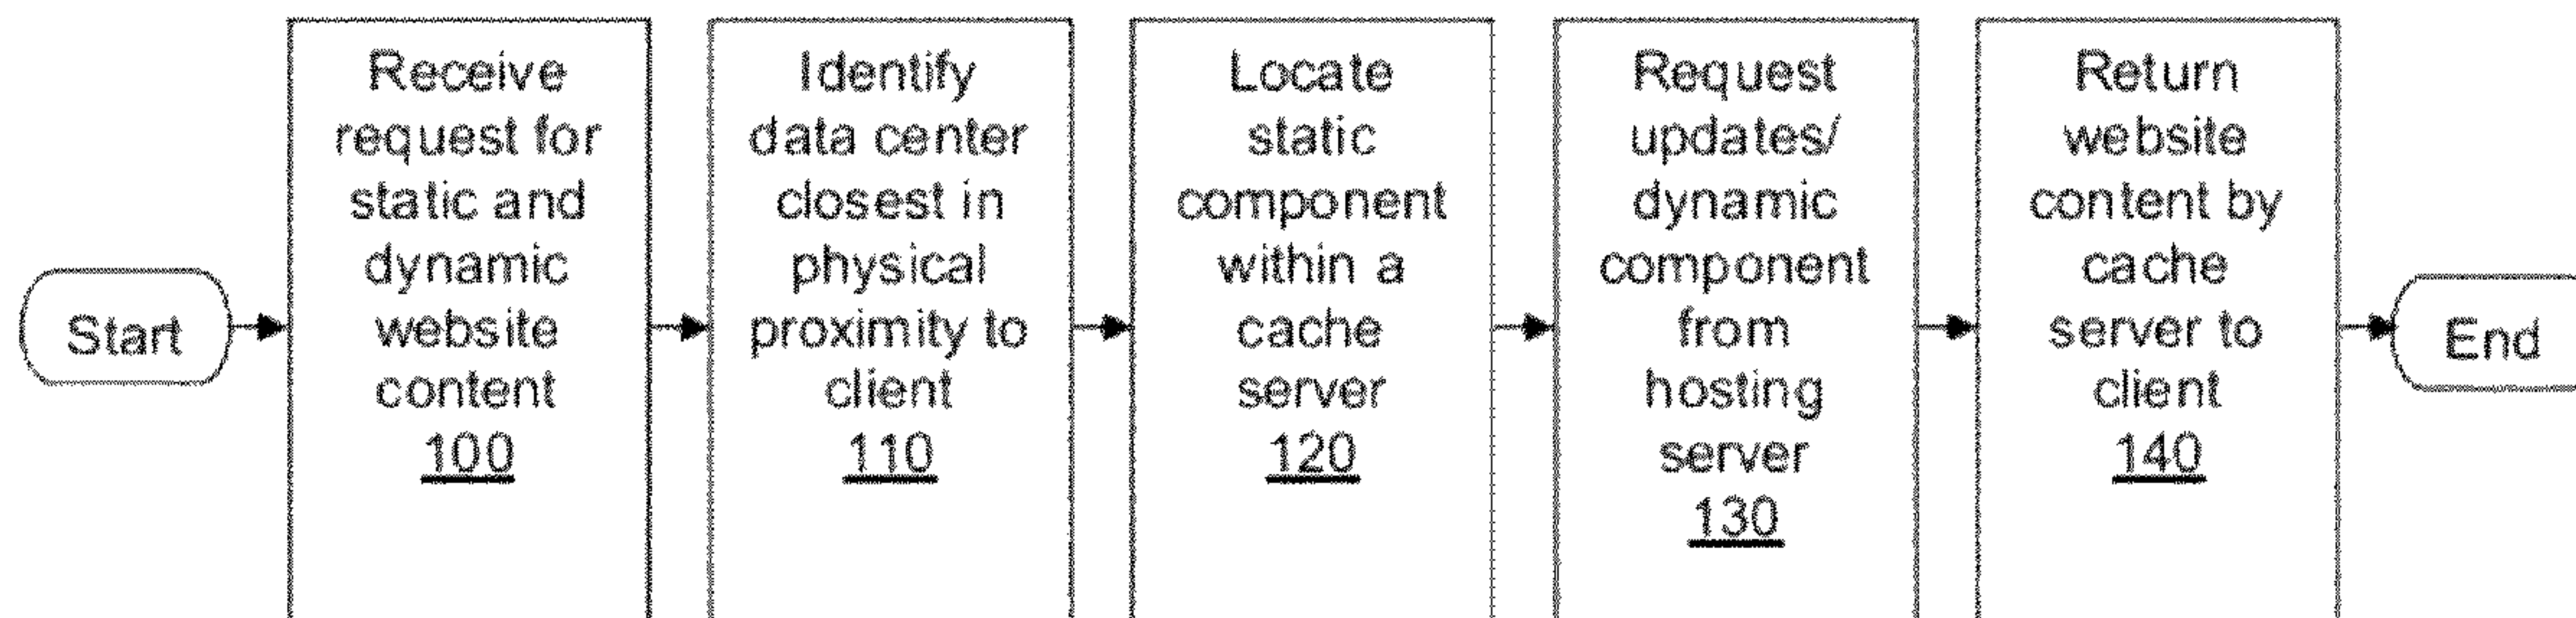 Start
Receive
request for
static and
dynamic
website
content
100
Identify
data center
closest in
physical
proximity to
client
110
Locate
static
component
within a
cache
server
120
Request
updates/
dynamic
component
from
hosting
server
130
Return
website
content by
cache
server to
client
140
End